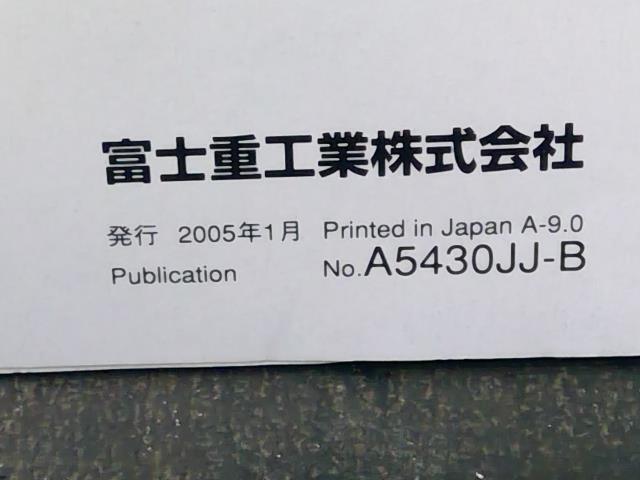 富士重工業株式会社
発行 2005年1月 Printed in Japan A-9.0
Publication No.A5430JJ-B